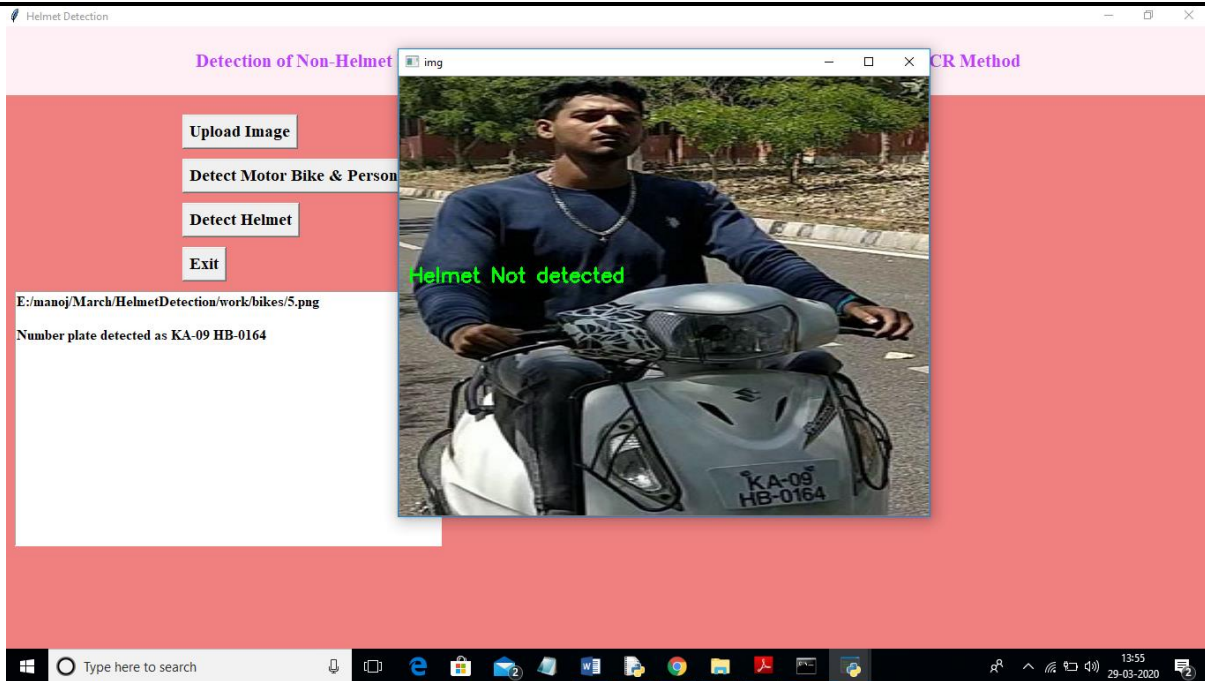 Helmet Detection
Detection of Non-Helmet
CR Method
img
Upload Image
Detect Motor Bike & Person
Detect Helmet
Exit
E:/manoj/March/HelmetDetection/work/bikes/5.png
Number plate detected as KA-09 HB-0164
Helmet Not detected
KA-09
HB-0164
Type here to search
2
13:55
29-03-2020
2